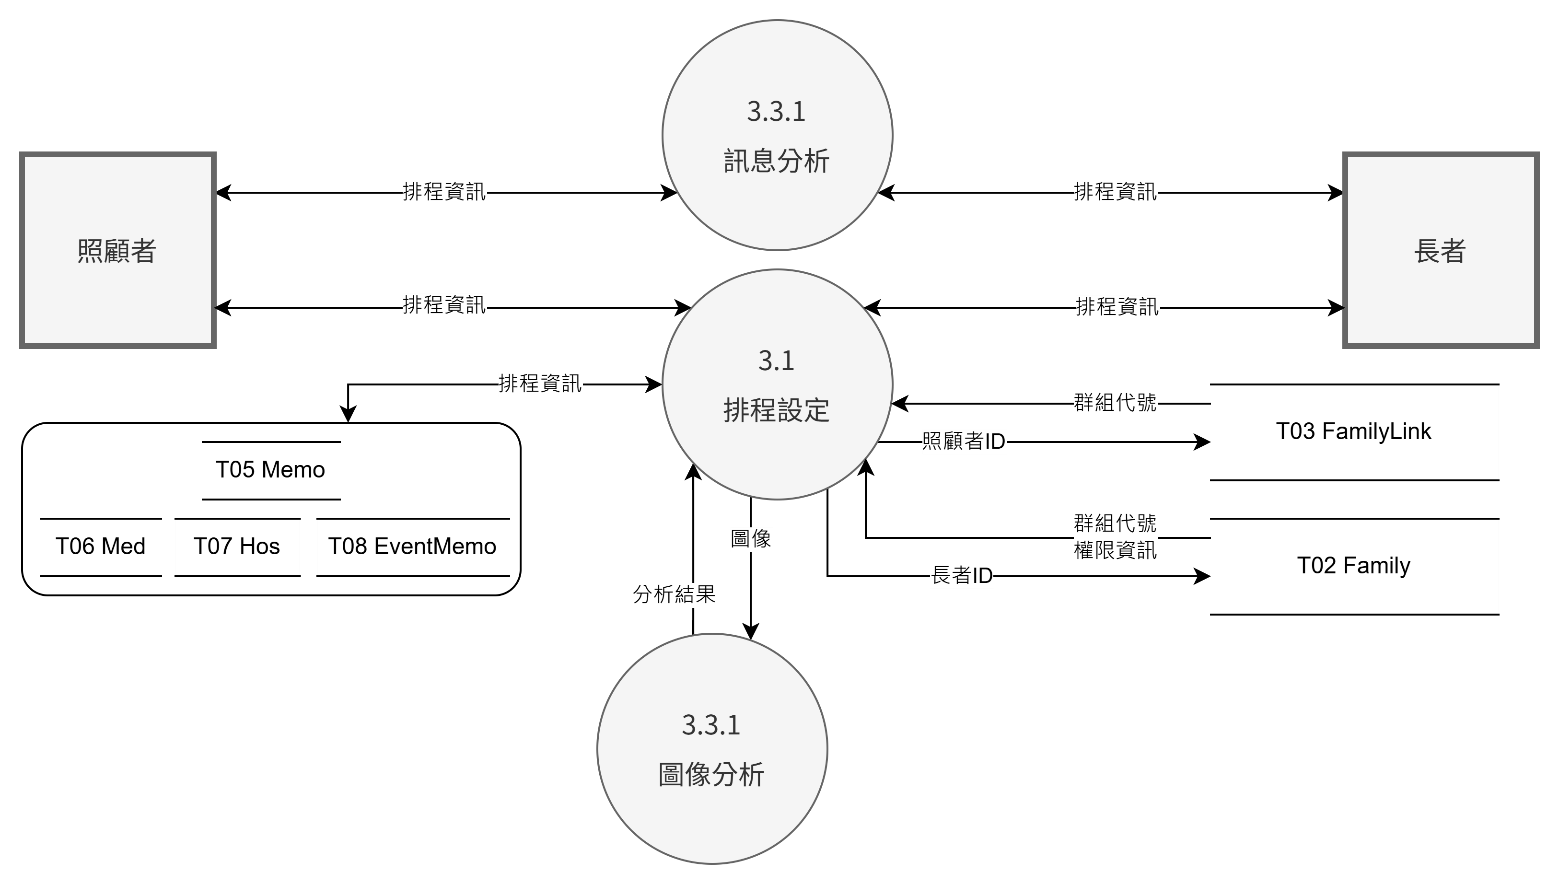 3.3.1
訊息分析
排程資訊
排程資訊
照顧者
長者
排程資訊
排程資訊
3.1
排程設定
排程資訊
群組代號
T03 FamilyLink
照顧者ID
T05 Memo
T06 Med
T07 Hos
T08 EventMemo
圖像
群組代號
權限資訊
T02 Family
長者ID
分析結果
3.3.1
圖像分析